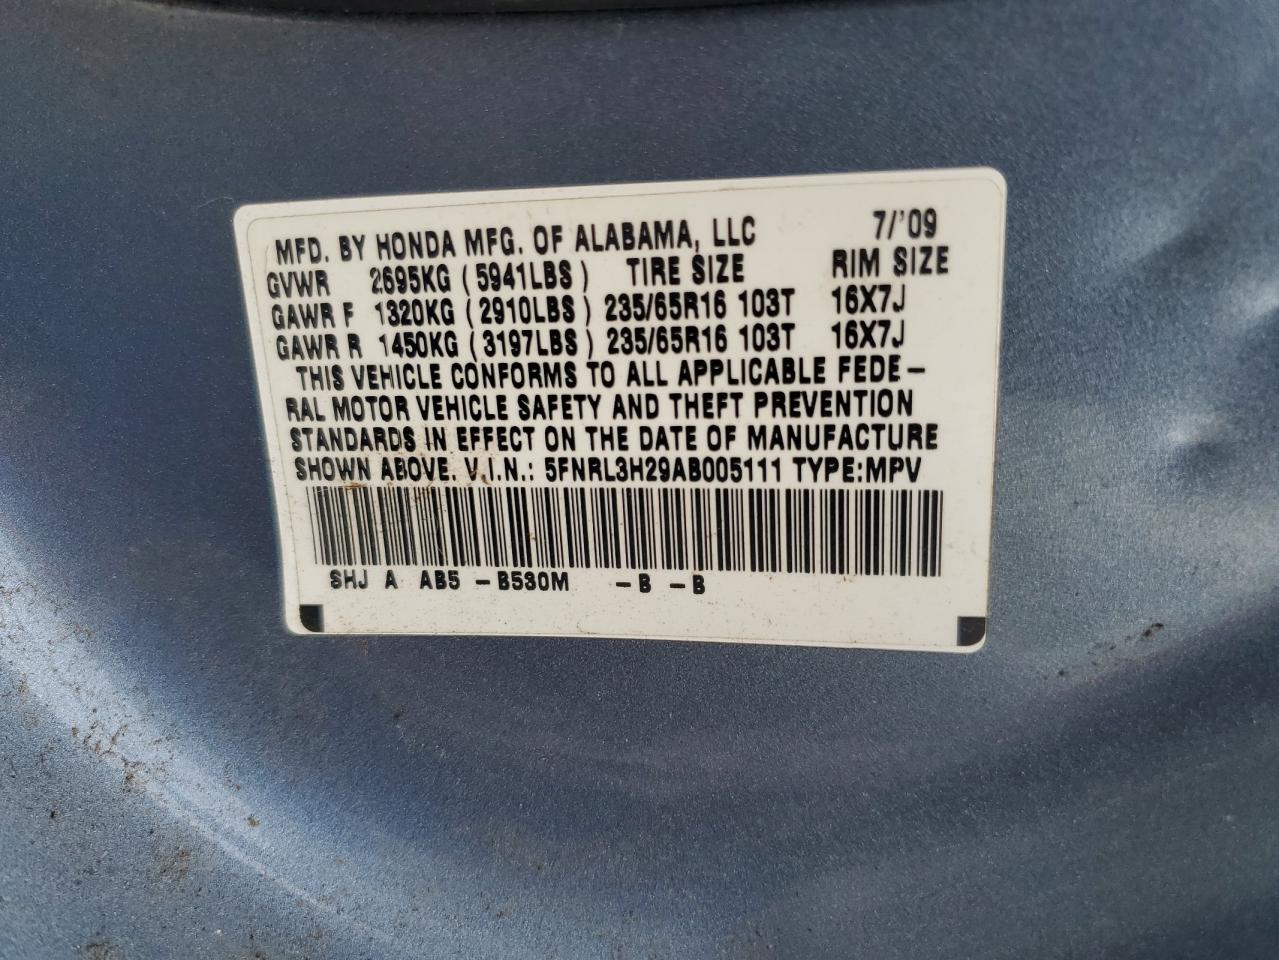 MFD. BY HONDA MFG. OF ALABAMA, LLC 7/'09
GVWR 2695KG (5941LBS) TIRE SIZE RIM SIZE
GAWR F 1320KG (2910LBS) 235/65R16 103T 16X7J
GAWR R 1450KG (3197LBS) 235/65R16 103T 16X7J
THIS VEHICLE CONFORMS TO ALL APPLICABLE FEDE-
RAL MOTOR VEHICLE SAFETY AND THEFT PREVENTION
STANDARDS IN EFFECT ON THE DATE OF MANUFACTURE
SHOWN ABOVE. V.I.N.: 5FNRL3H29AB005111 TYPE:MPV
SHJ A AB5 -B530M -B -B